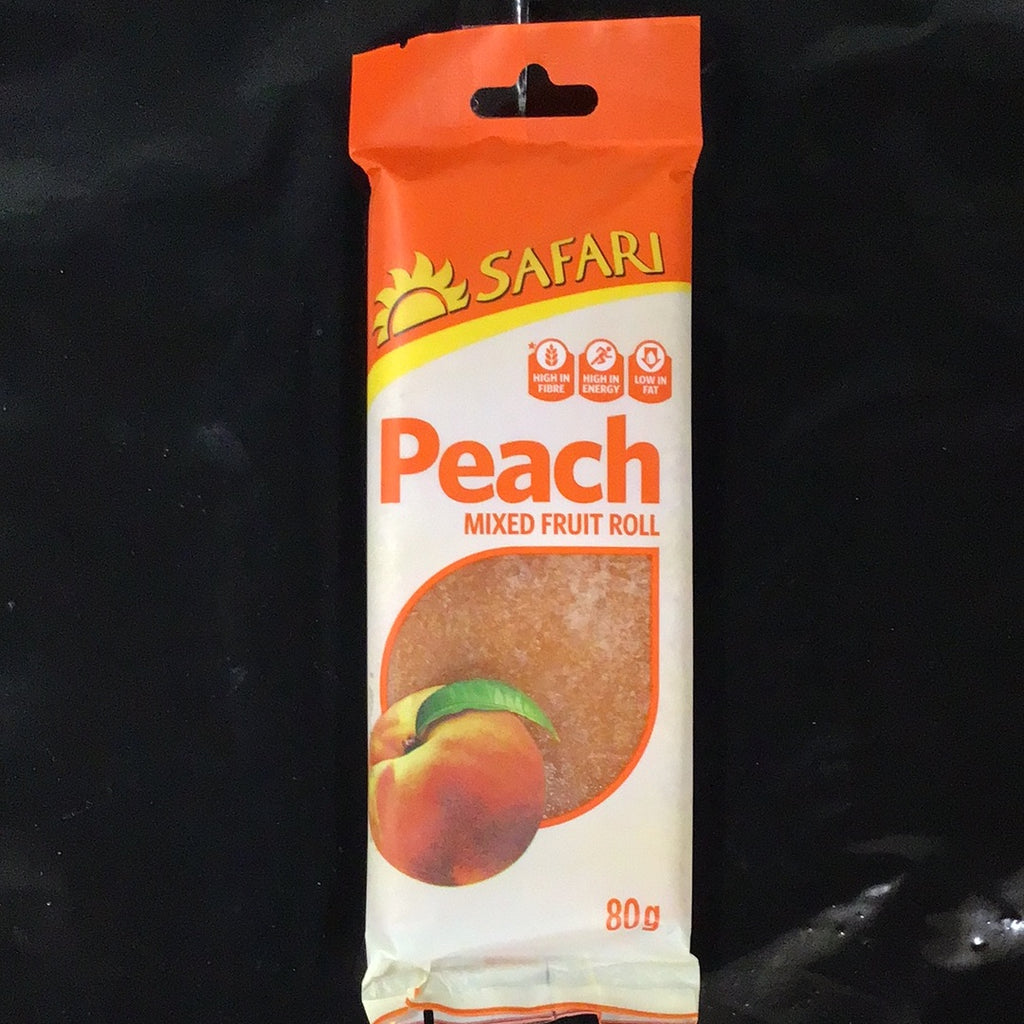 SAFARI
*
HIGH IN
FIBRE
HIGH IN
ENERGY
LOW IN
FAT
Peach
MIXED FRUIT ROLL
80g